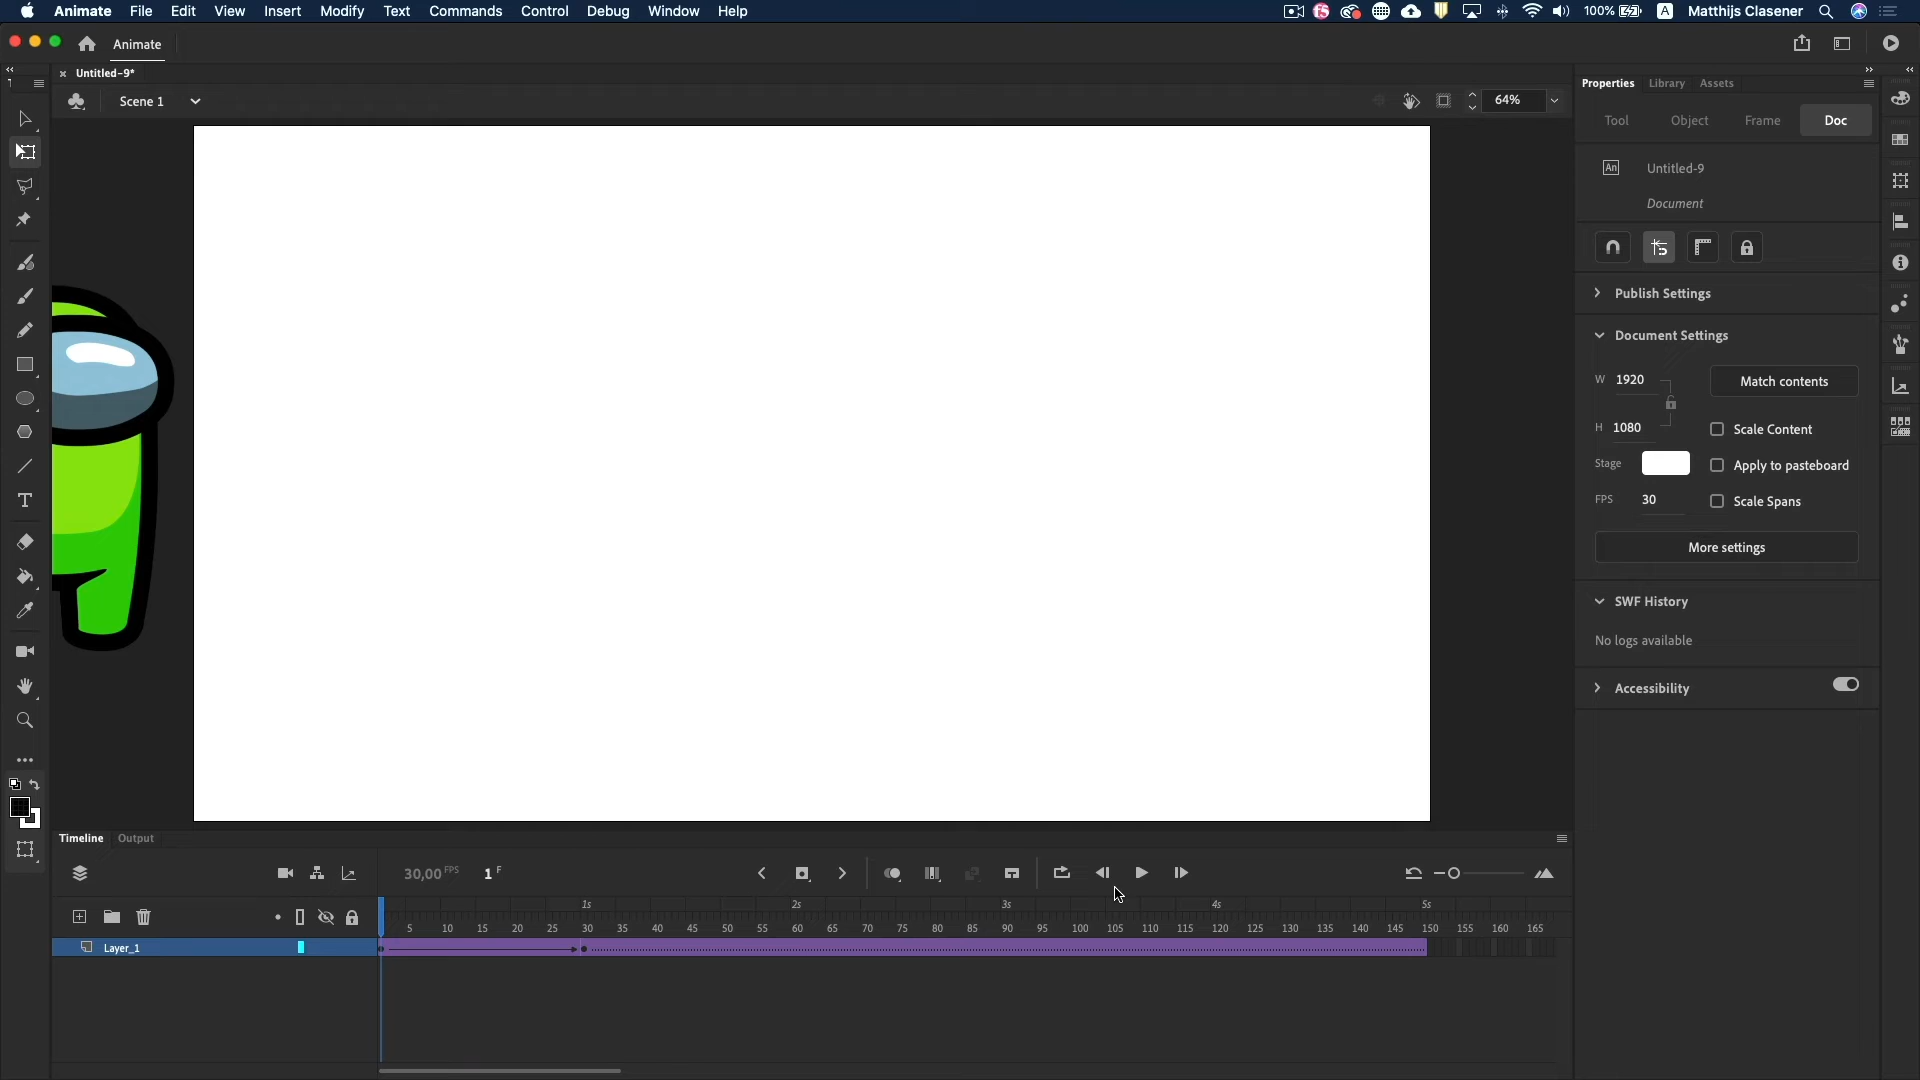 Animate File Edit View Insert Modify Text Commands Control Debug Window Help 100% A Matthijs Clasener
Animate
Untitled-9*
Scene 1 64%
Properties Library Assets
Tool Object Frame Doc
An Untitled-9
Document
Publish Settings
Document Settings
W 1920 Match contents
H 1080 Scale Content
Stage Apply to pasteboard
FPS 30 Scale Spans
More settings
SWF History
No logs available
Accessibility
Timeline Output
30,00 FPS 1 F
1s 2s 3s 4s 5s
5 10 15 20 25 30 35 40 45 50 55 60 65 70 75 80 85 90 95 100 105 110 115 120 125 130 135 140 145 150 155 160 165
Layer_1